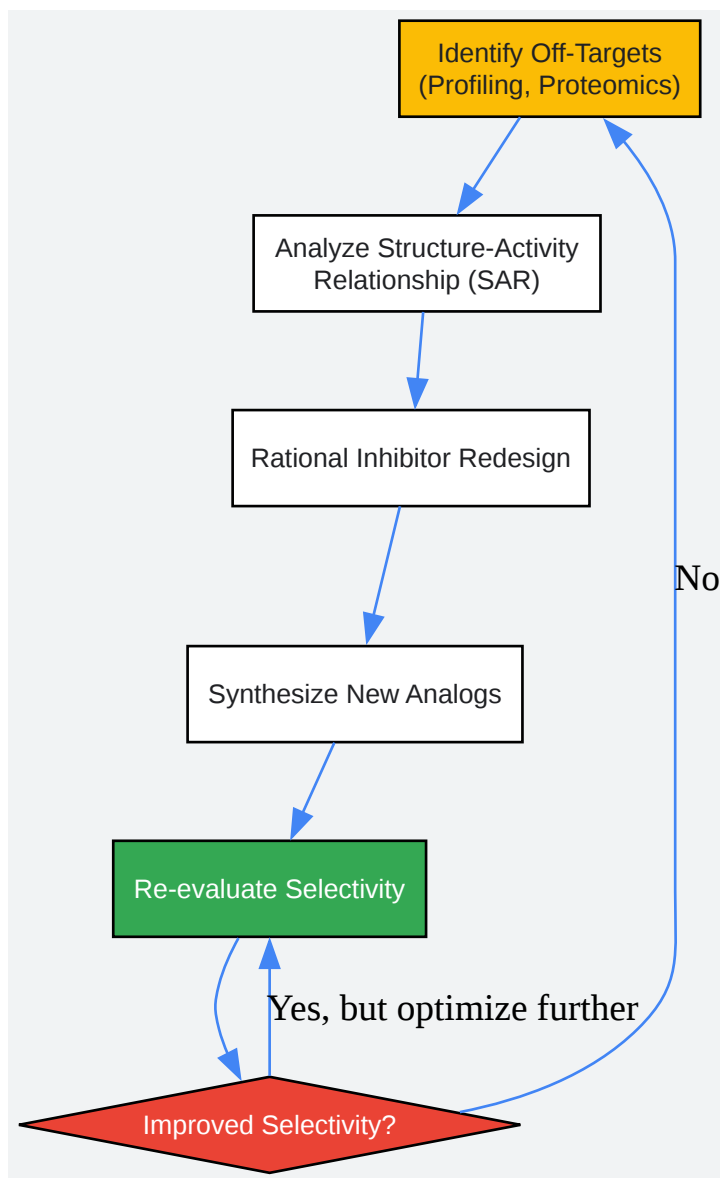 Identify Off-Targets
(Profiling, Proteomics)
Analyze Structure-Activity
Relationship (SAR)
Rational Inhibitor Redesign
No
Synthesize New Analogs
Re-evaluate Selectivity
Yes, but optimize further
Improved Selectivity?